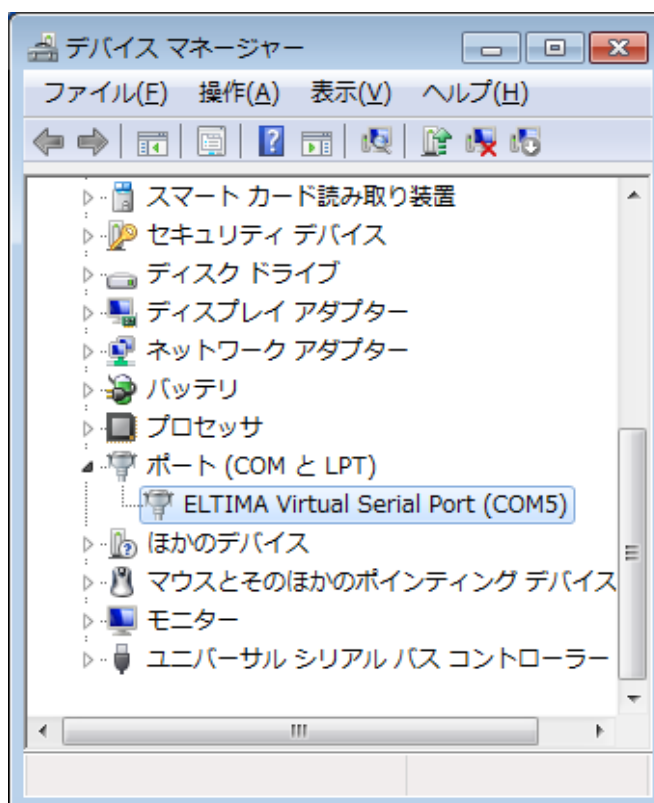 デバイス マネージャー
ファイル(F) 操作(A) 表示(V) ヘルプ(H)
スマート カード読み取り装置
セキュリティ デバイス
ディスク ドライブ
ディスプレイ アダプター
ネットワーク アダプター
バッテリ
プロセッサ
ポート (COM と LPT)
ELTIMA Virtual Serial Port (COM5)
ほかのデバイス
マウスとそのほかのポインティング デバイス
モニター
ユニバーサル シリアル バス コントローラー